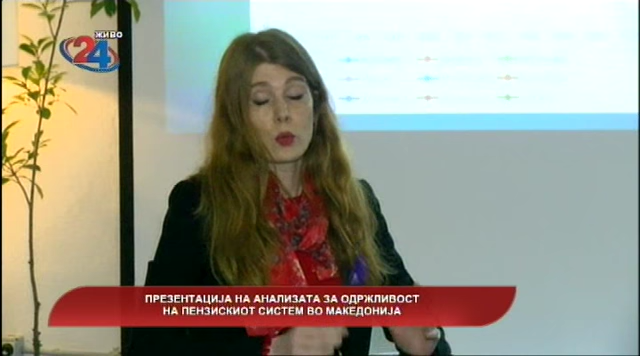 ЖИВО
24
ПРЕЗЕНТАЦИЈА НА АНАЛИЗАТА ЗА ОДРЖЛИВОСТ
НА ПЕНЗИСКИОТ СИСТЕМ ВО МАКЕДОНИЈА